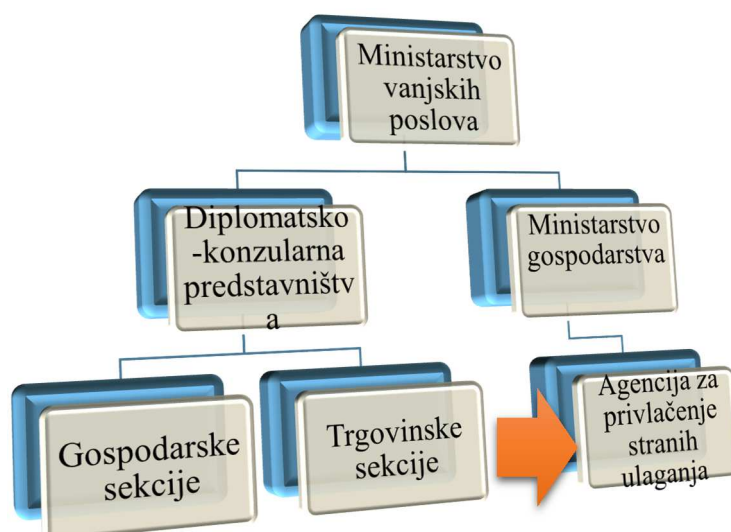 Ministarstvo
vanjskih
poslova
Diplomatsko
-konzularna
predstavništv
a
Ministarstvo
gospodarstva
Gospodarske
sekcije
Trgovinske
sekcije
Agencija za
privlačenje
stranih
ulaganja